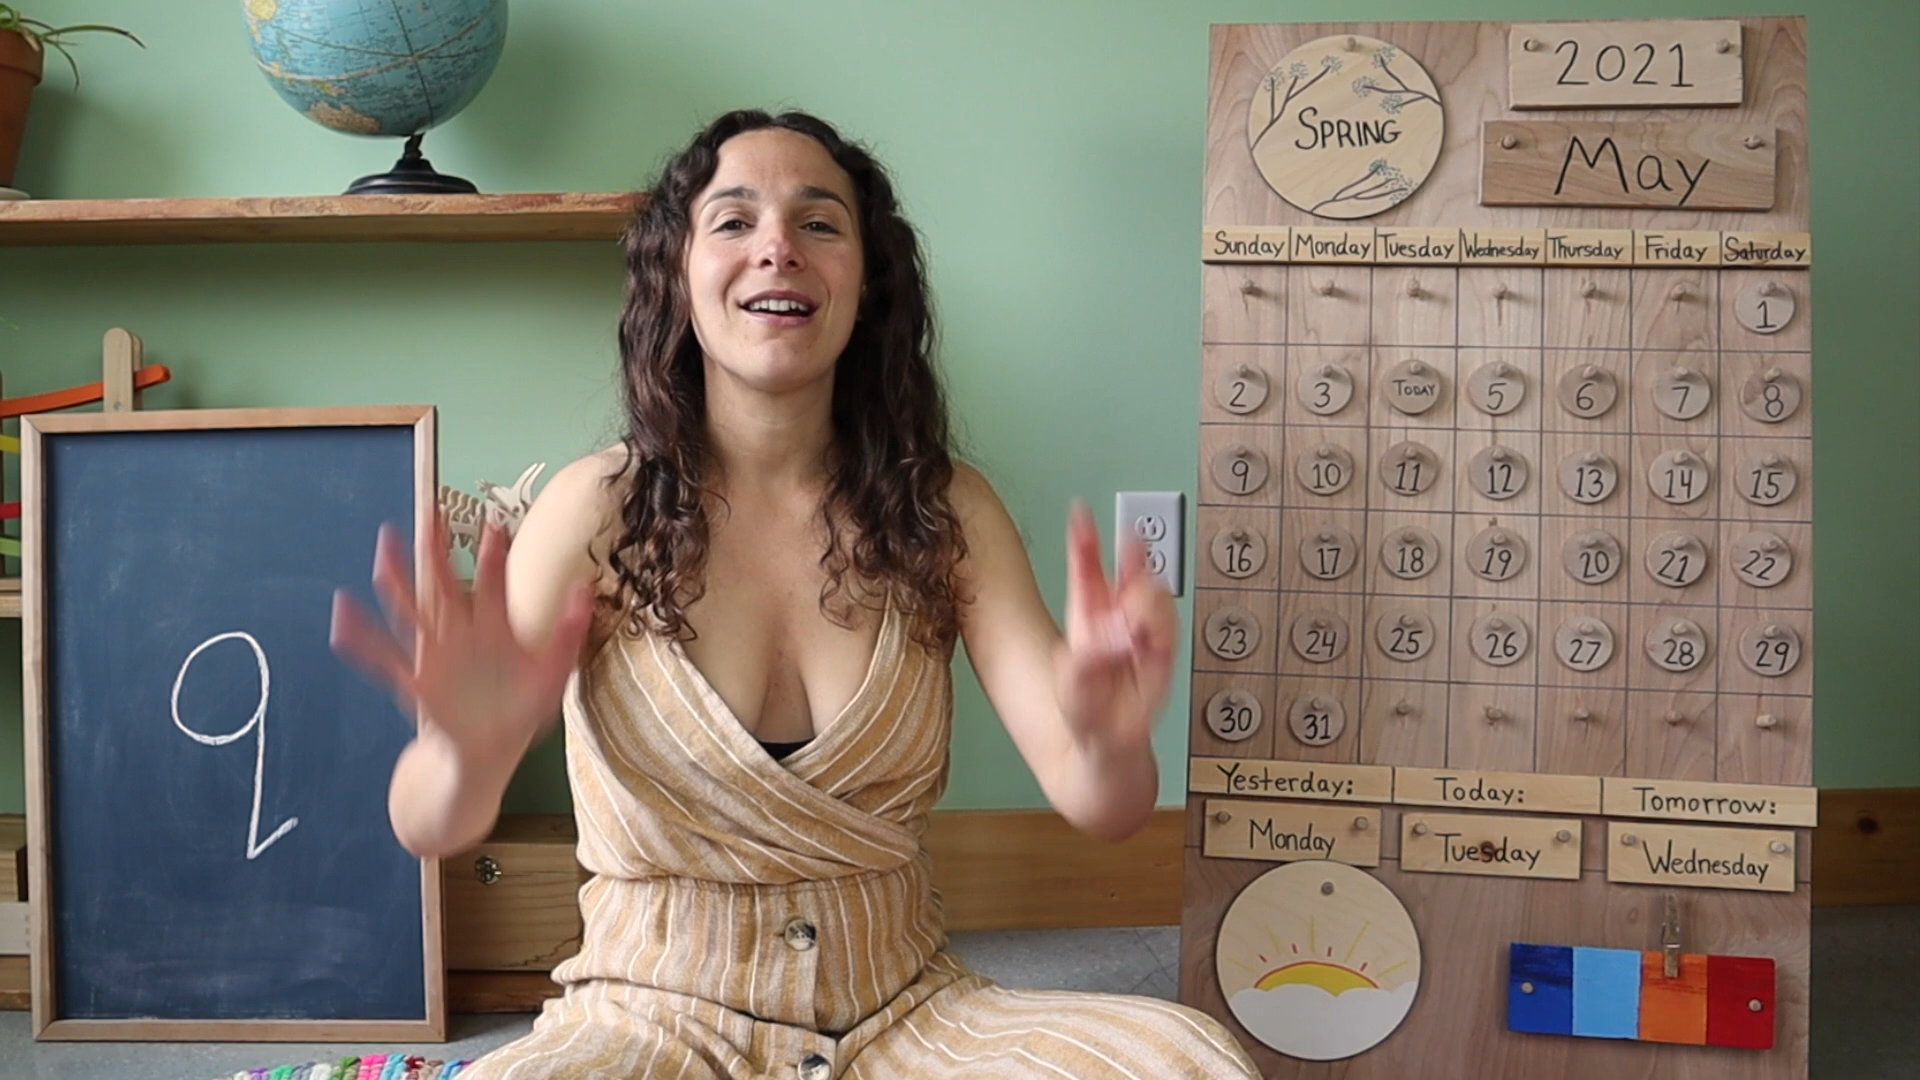 2021
SPRING
May
Sunday Monday Tuesday Wednesday Thursday Friday Saturday
1
2 3 TODAY 5 6 7 8
9 10 11 12 13 14 15
16 17 18 19 20 21 22
23 24 25 26 27 28 29
30 31
Yesterday: Today: Tomorrow:
Monday Tuesday Wednesday
q